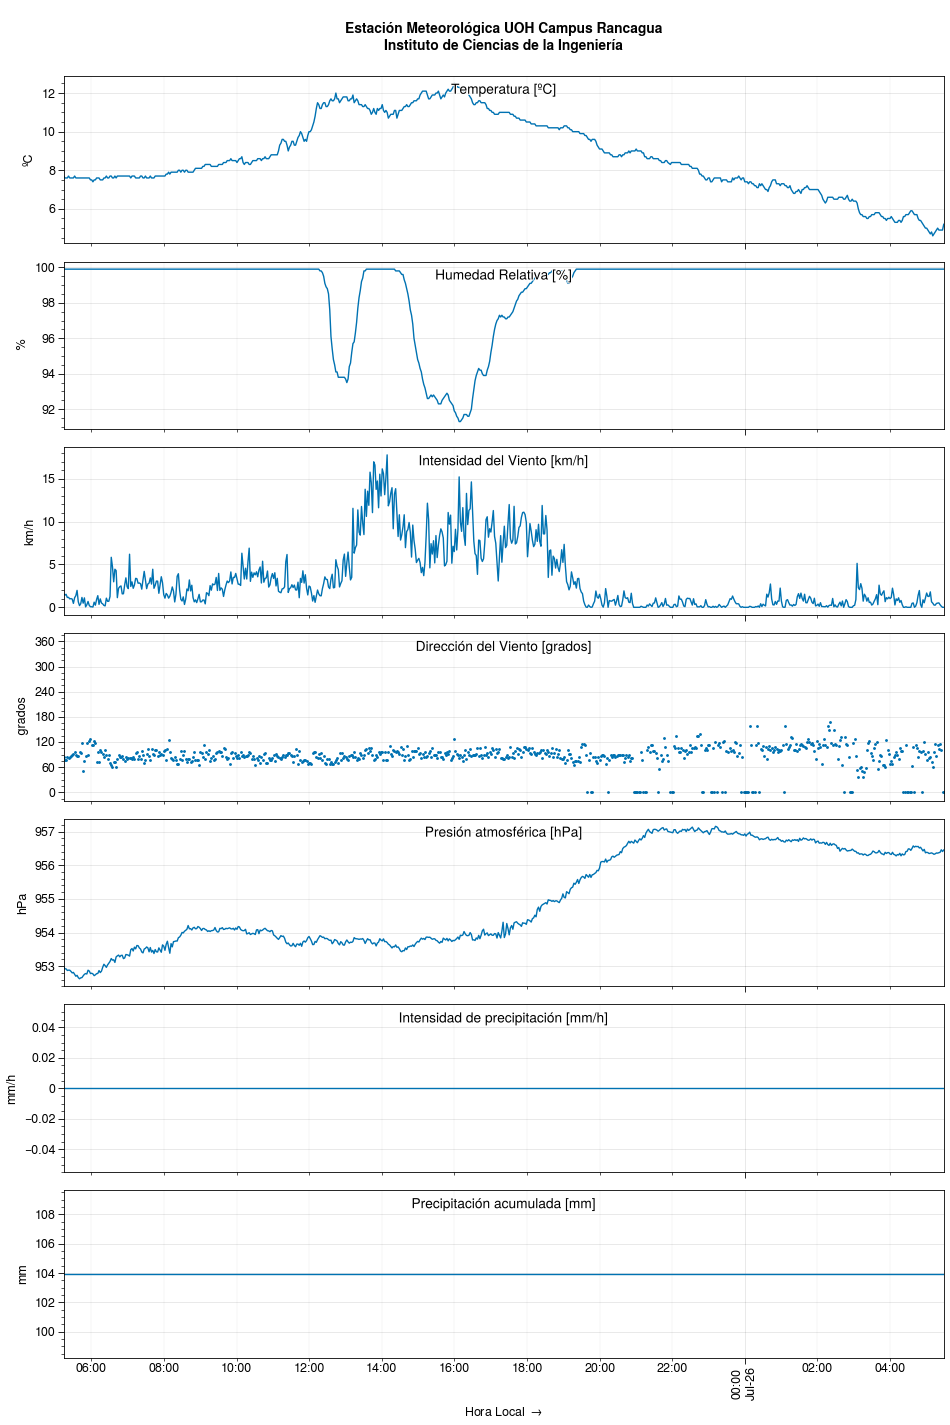 Estación Meteorológica UOH Campus Rancagua
Instituto de Ciencias de la Ingeniería
Temperatura [ºC]
ºC
12
10
8
6
Humedad Relativa [%]
%
100
98
96
94
92
Intensidad del Viento [km/h]
km/h
15
10
5
0
Dirección del Viento [grados]
grados
360
300
240
180
120
60
0
Presión atmosférica [hPa]
hPa
957
956
955
954
953
Intensidad de precipitación [mm/h]
mm/h
0.04
0.02
0
−0.02
−0.04
Precipitación acumulada [mm]
mm
108
106
104
102
100
06:00 08:00 10:00 12:00 14:00 16:00 18:00 20:00 22:00 00:00 02:00 04:00
Jul-26
Hora Local →